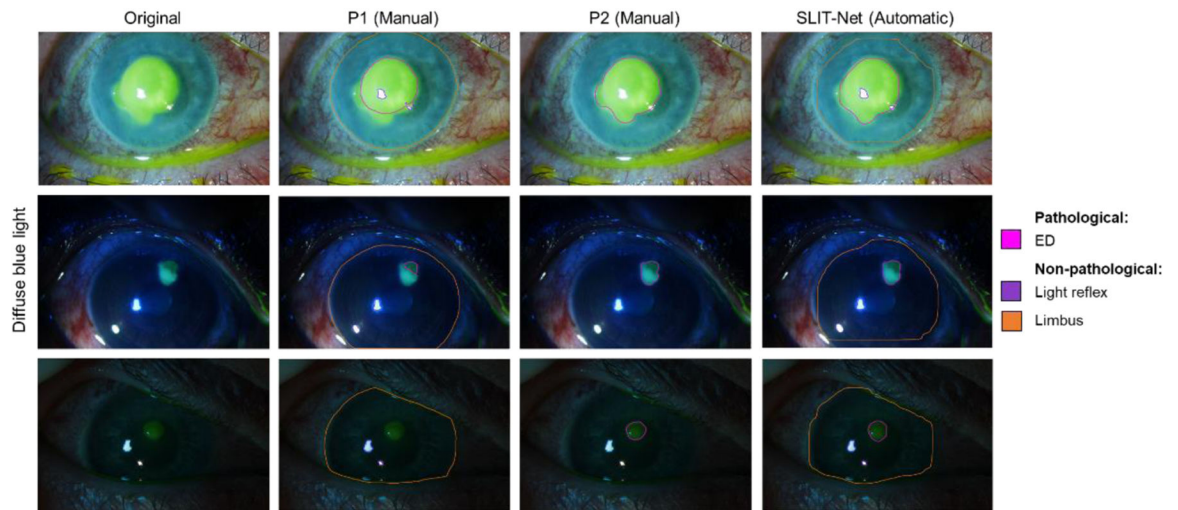 Original
P1 (Manual)
P2 (Manual)
SLIT-Net (Automatic)
Diffuse blue light
Pathological:
ED
Non-pathological:
Light reflex
Limbus